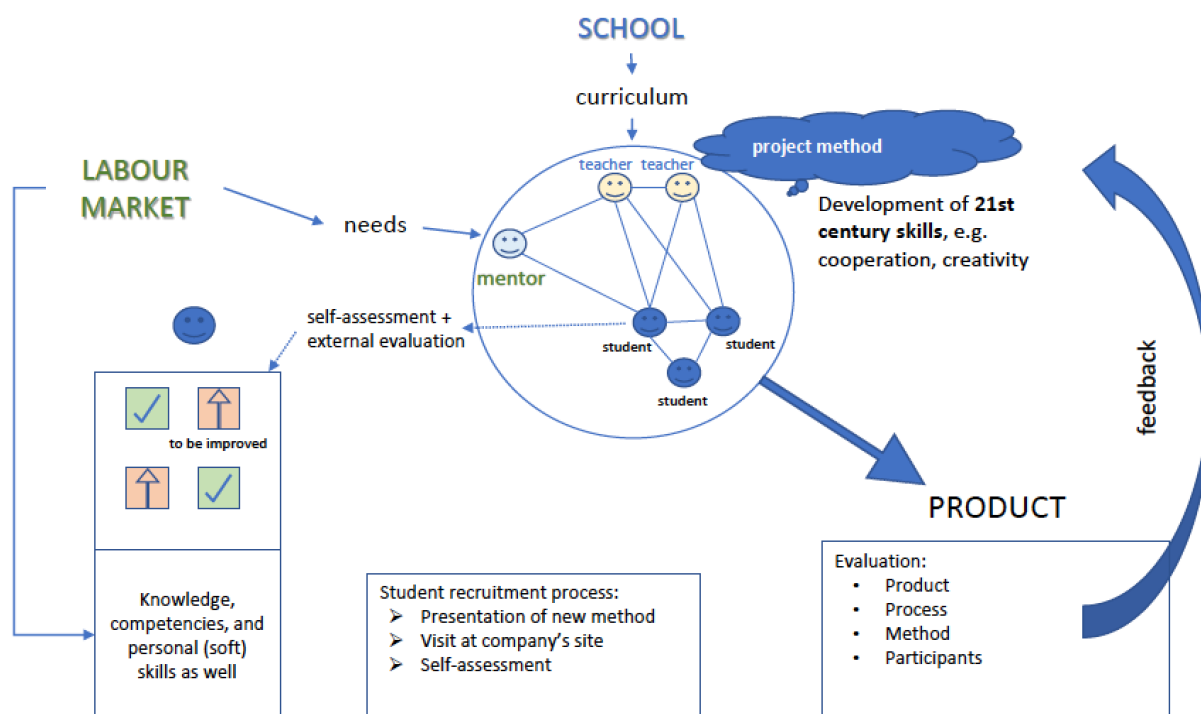 SCHOOL
curriculum
project method
teacher teacher
LABOUR
MARKET
needs
Development of 21st
century skills, e.g.
cooperation, creativity
mentor
self-assessment +
external evaluation
student
student
student
feedback
to be improved
PRODUCT
Knowledge,
competencies, and
personal (soft)
skills as well
Student recruitment process:
➢ Presentation of new method
➢ Visit at company's site
➢ Self-assessment
Evaluation:
• Product
• Process
• Method
• Participants